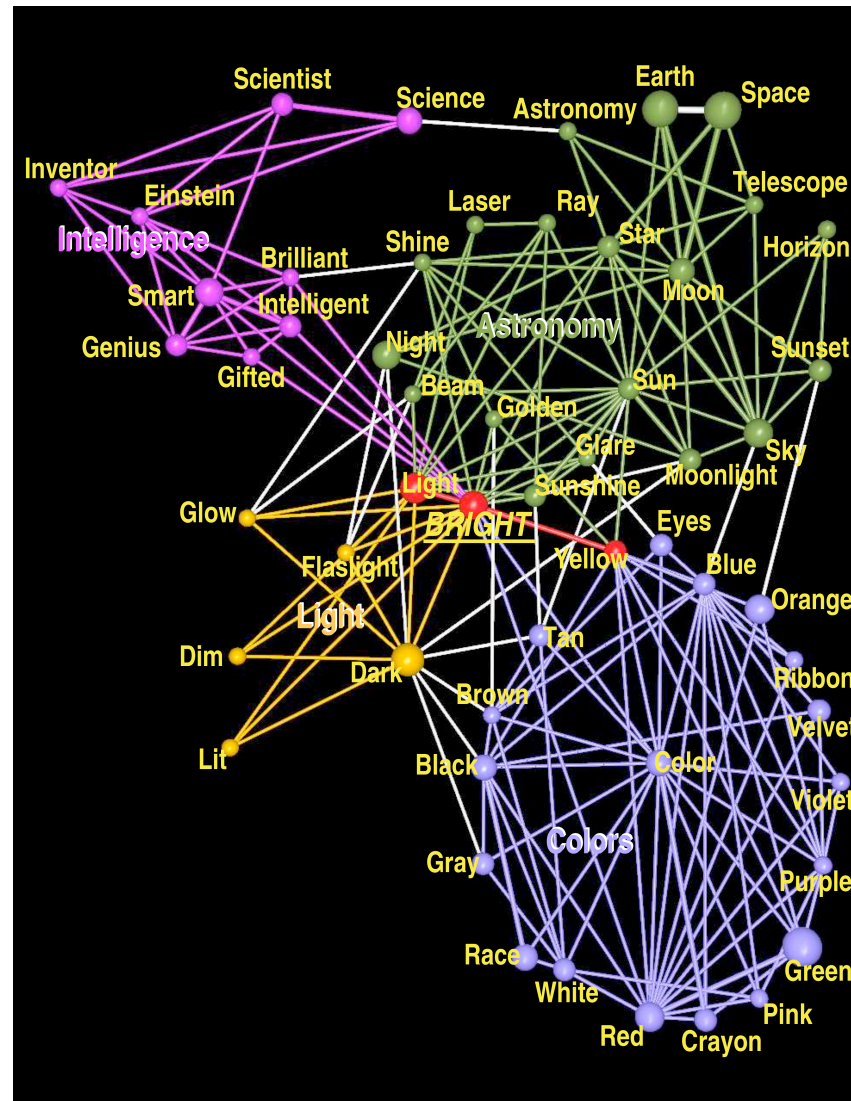 Earth
Scientist
Space
Science
Astronomy
Inventor
Telescope
Einstein
Laser
Ray
Star
Intelligence
Shine
Horizon
Brilliant
Smart
Moon
Intelligent
Astronomy
Night
Genius
Sunset
Gifted
Beam
Sun
Golden
Glare
Sky
Moonlight
Light
Sunshine
Glow
BRIGHT
Eyes
Yellow
Flaslight
Blue
Orange
Light
Tan
Dim
Dark
Ribbon
Brown
Velvet
Lit
Black
Color
Violet
Colors
Gray
Purple
Race
Green
White
Pink
Red
Crayon